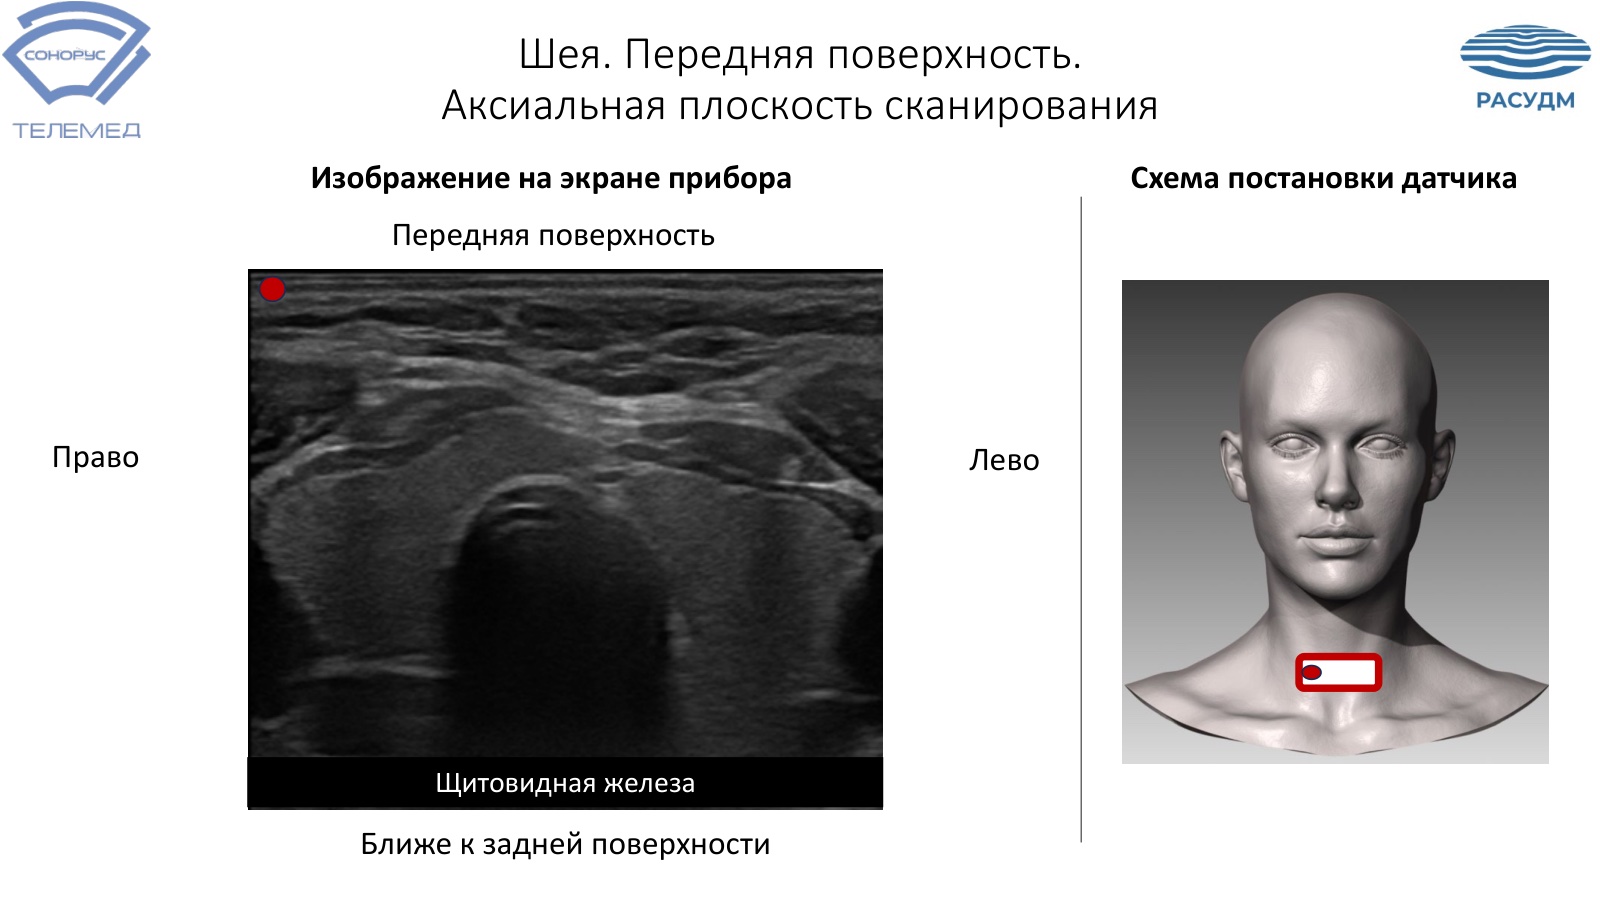 СОНОРУС
ТЕЛЕМЕД
Шея. Передняя поверхность.
Аксиальная плоскость сканирования
РАСУДМ
Изображение на экране прибора
Схема постановки датчика
Передняя поверхность
Право
Лево
Щитовидная железа
Ближе к задней поверхности